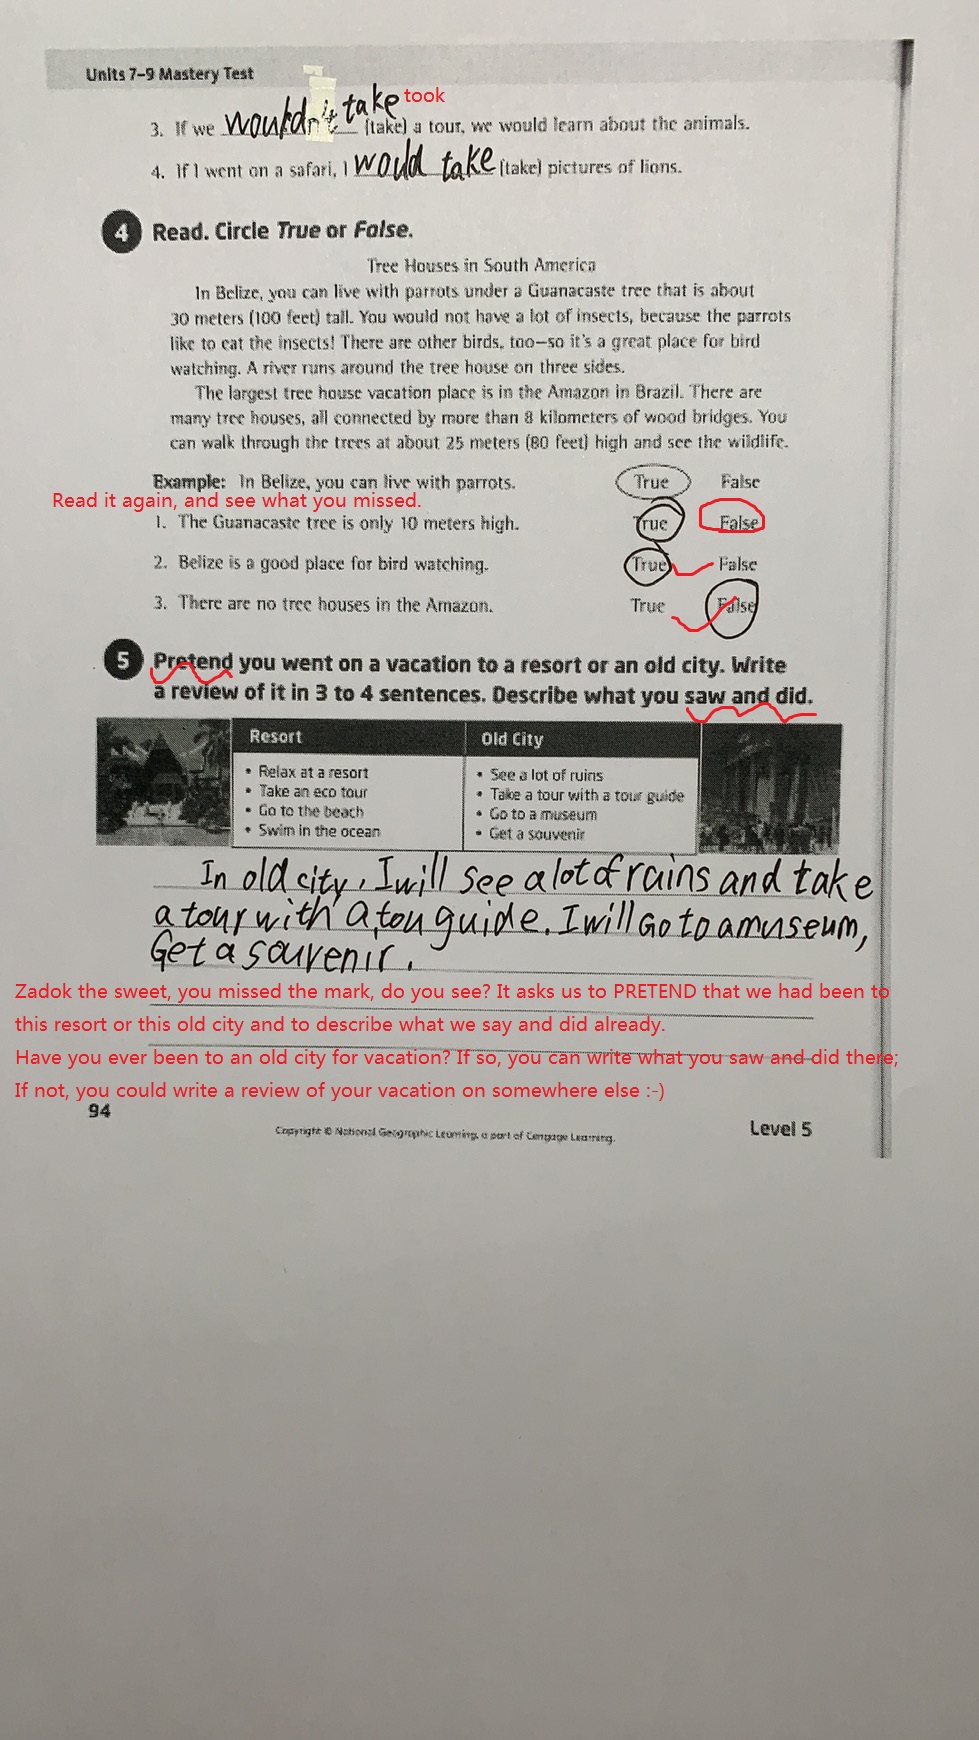 Units 7–9 Mastery Test
3. If we wouldn't take (take) a tour, we would learn about the animals. took
4. If I went on a safari, I would take (take) pictures of lions.
4 Read. Circle True or False.
Tree Houses in South America
In Belize, you can live with parrots under a Guanacaste tree that is about
30 meters (100 feet) tall. You would not have a lot of insects, because the parrots
like to eat the insects! There are other birds, too—so it's a great place for bird
watching. A river runs around the tree house on three sides.
The largest tree house vacation place is in the Amazon in Brazil. There are
many tree houses, all connected by more than 8 kilometers of wood bridges. You
can walk through the trees at about 25 meters (80 feet) high and see the wildlife.
Example: In Belize, you can live with parrots. True False
Read it again, and see what you missed.
1. The Guanacaste tree is only 10 meters high. True False
2. Belize is a good place for bird watching. True False
3. There are no tree houses in the Amazon. True False
5 Pretend you went on a vacation to a resort or an old city. Write
a review of it in 3 to 4 sentences. Describe what you saw and did.
Resort
• Relax at a resort
• Take an eco tour
• Go to the beach
• Swim in the ocean
Old City
• See a lot of ruins
• Take a tour with a tour guide
• Go to a museum
• Get a souvenir
In old city, I will see a lot of rains and take
a tour with a tou guide. I will Go to a museum,
Get a souvenir.
Zadok the sweet, you missed the mark, do you see? It asks us to PRETEND that we had been to
this resort or this old city and to describe what we say and did already.
Have you ever been to an old city for vacation? If so, you can write what you saw and did there;
If not, you could write a review of your vacation on somewhere else :-)
94
Copyright © National Geographic Learning, a part of Cengage Learning.
Level 5